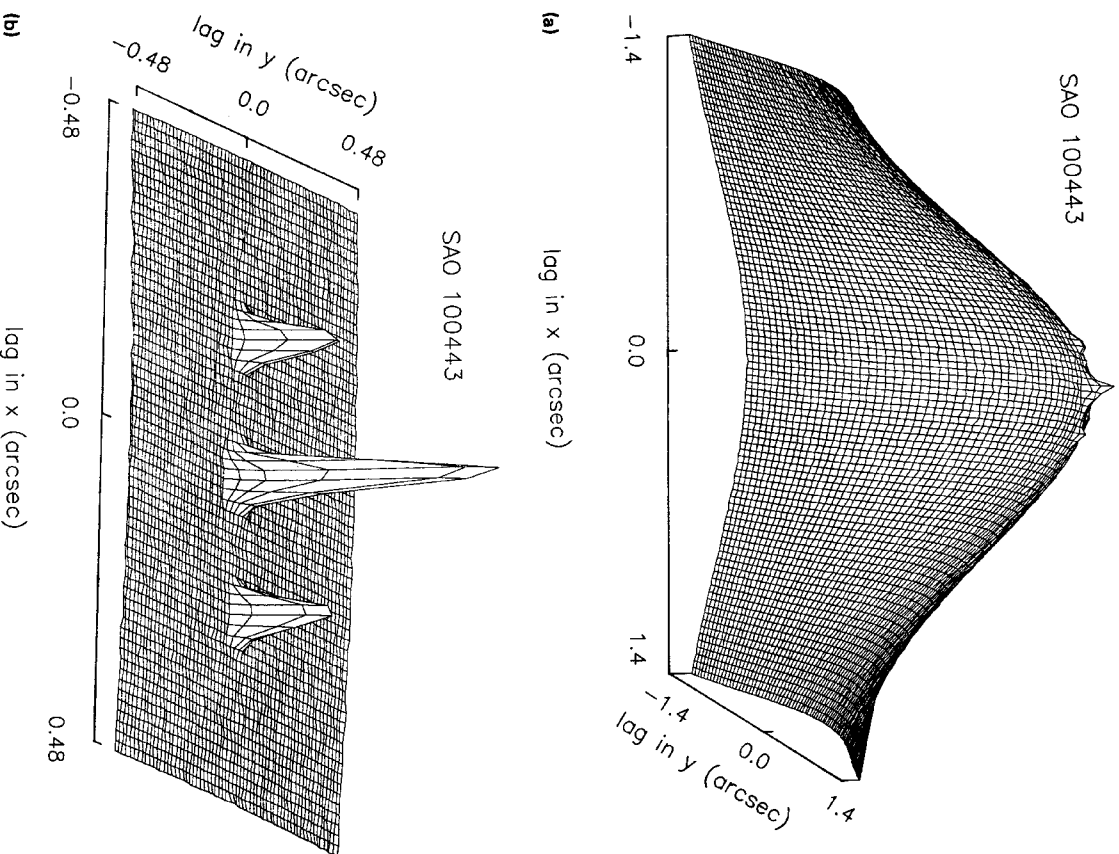 (a)
SAO 100443
-1.4
0.0
1.4
lag in x (arcsec)
-1.4
0.0
1.4
lag in y (arcsec)
(b)
SAO 100443
lag in y (arcsec)
-0.48
0.0
0.48
-0.48
0.0
0.48
lag in x (arcsec)